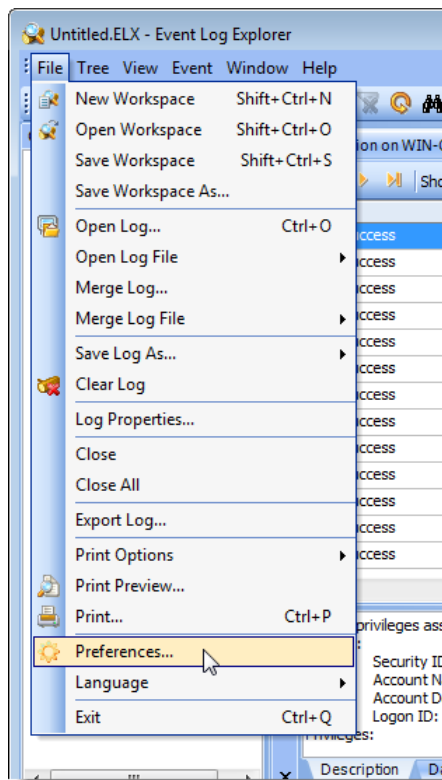 Untitled.ELX - Event Log Explorer
File Tree View Event Window Help
New Workspace Shift+Ctrl+N
Open Workspace Shift+Ctrl+O
Save Workspace Shift+Ctrl+S
Save Workspace As...
Open Log... Ctrl+O
Open Log File
Merge Log...
Merge Log File
Save Log As...
Clear Log
Log Properties...
Close
Close All
Export Log...
Print Options
Print Preview...
Print... Ctrl+P
Preferences...
Language
Exit Ctrl+Q
ion on WIN-
Sho
ccess
ccess
ccess
ccess
ccess
ccess
ccess
ccess
ccess
ccess
ccess
ccess
ccess
privileges ass
:
Security ID
Account N
Account D
Logon ID:
Privileges:
Description Da